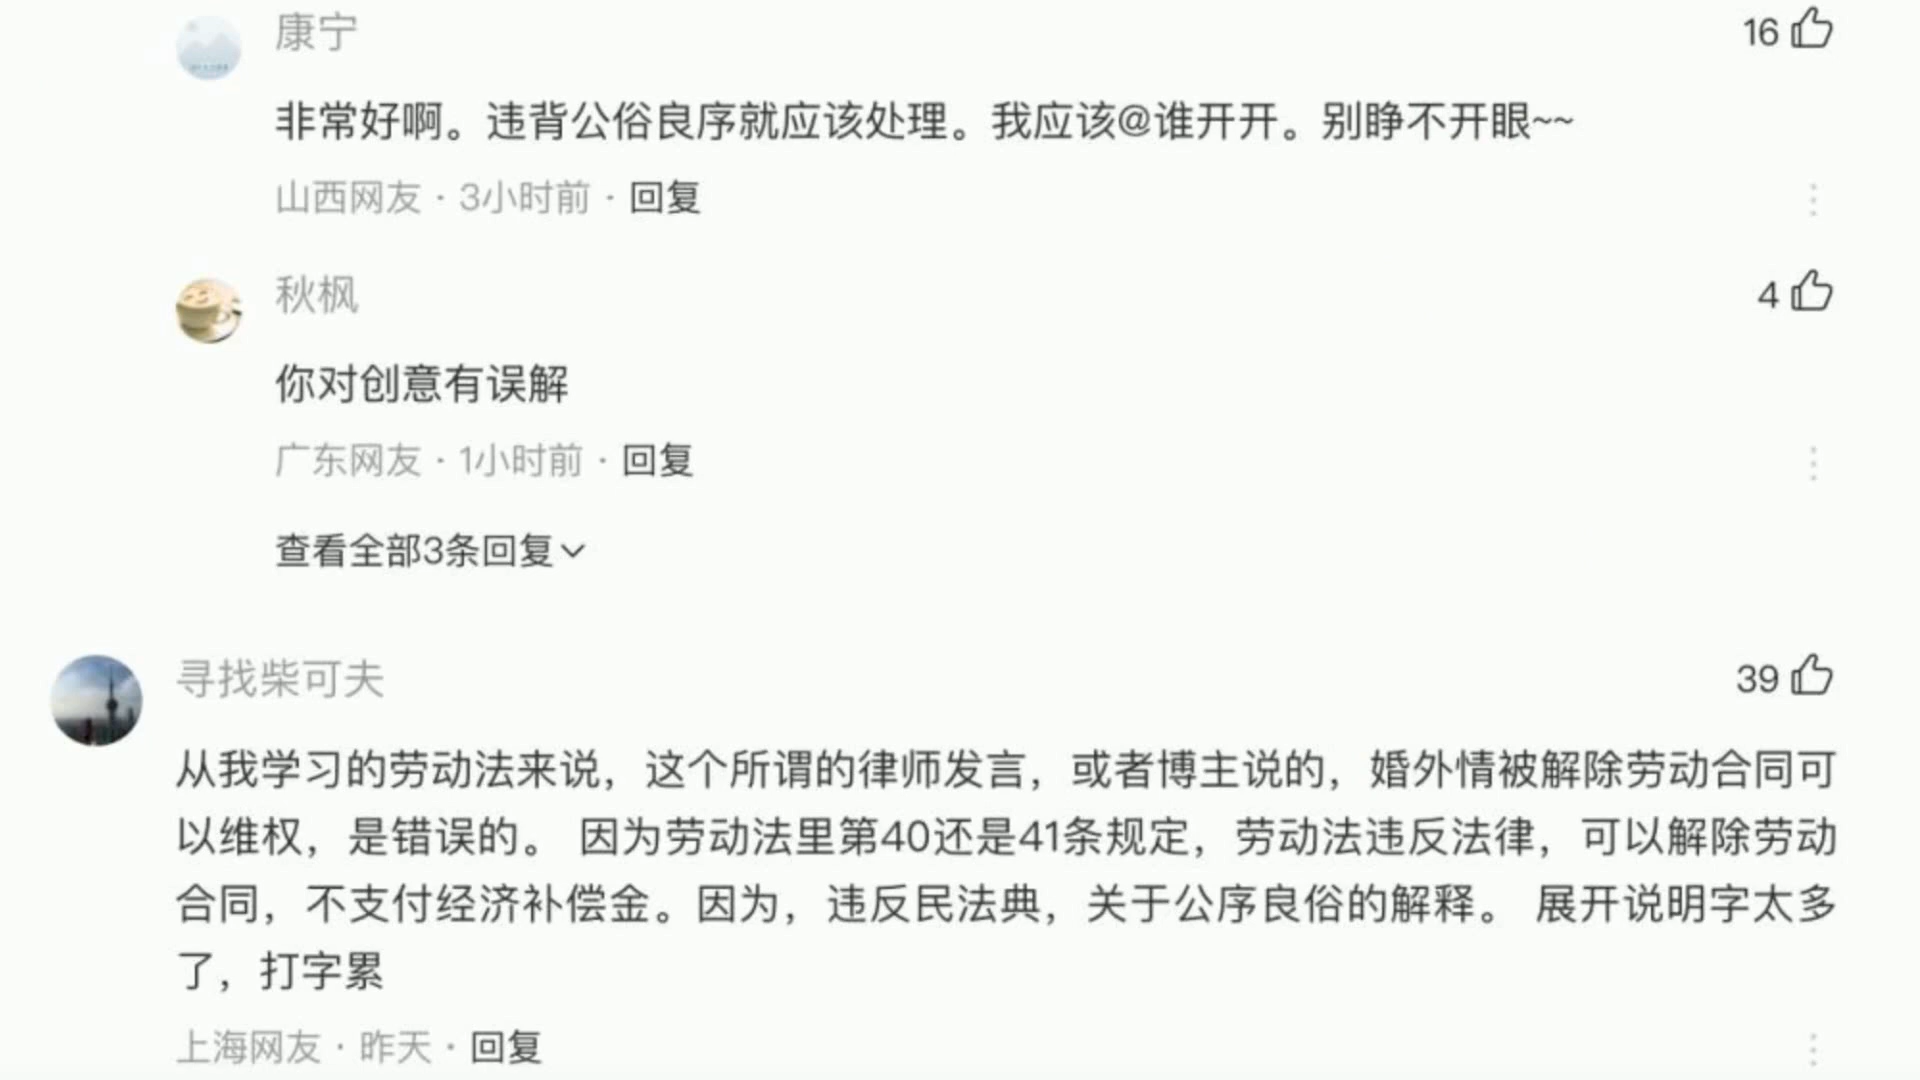 康宁
16
非常好啊。违背公俗良序就应该处理。我应该@谁开开。别睁不开眼~~
山西网友 · 3小时前 · 回复
秋枫
4
你对创意有误解
广东网友 · 1小时前 · 回复
查看全部3条回复
寻找柴可夫
39
从我学习的劳动法来说，这个所谓的律师发言，或者博主说的，婚外情被解除劳动合同可
以维权，是错误的。 因为劳动法里第40还是41条规定，劳动法违反法律，可以解除劳动
合同，不支付经济补偿金。因为，违反民法典，关于公序良俗的解释。 展开说明字太多
了，打字累
上海网友 · 昨天 · 回复